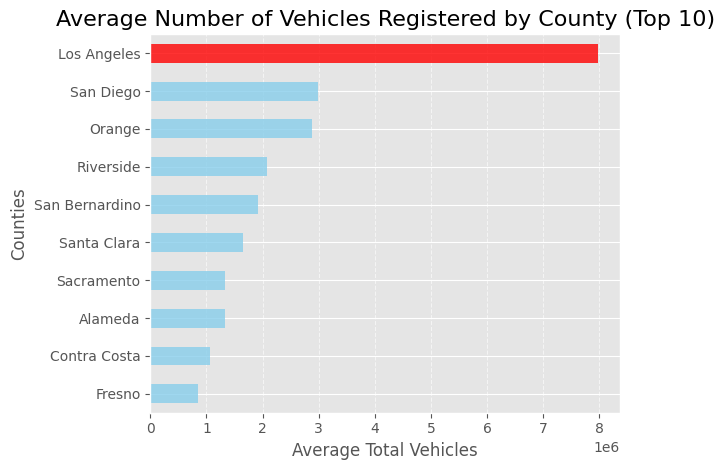 Average Number of Vehicles Registered by County (Top 10)
Counties
Los Angeles
San Diego
Orange
Riverside
San Bernardino
Santa Clara
Sacramento
Alameda
Contra Costa
Fresno
0 1 2 3 4 5 6 7 8
1e6
Average Total Vehicles